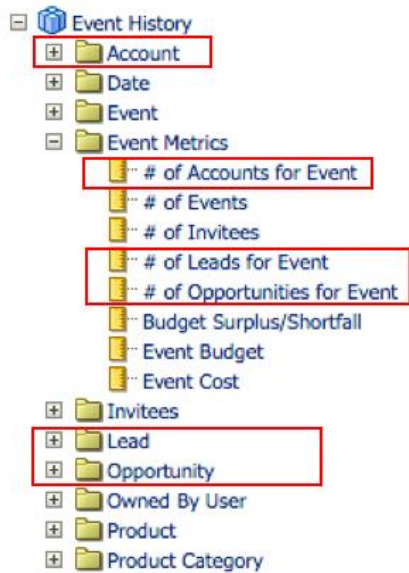 Event History
Account
Date
Event
Event Metrics
# of Accounts for Event
# of Events
# of Invitees
# of Leads for Event
# of Opportunities for Event
Budget Surplus/Shortfall
Event Budget
Event Cost
Invitees
Lead
Opportunity
Owned By User
Product
Product Category